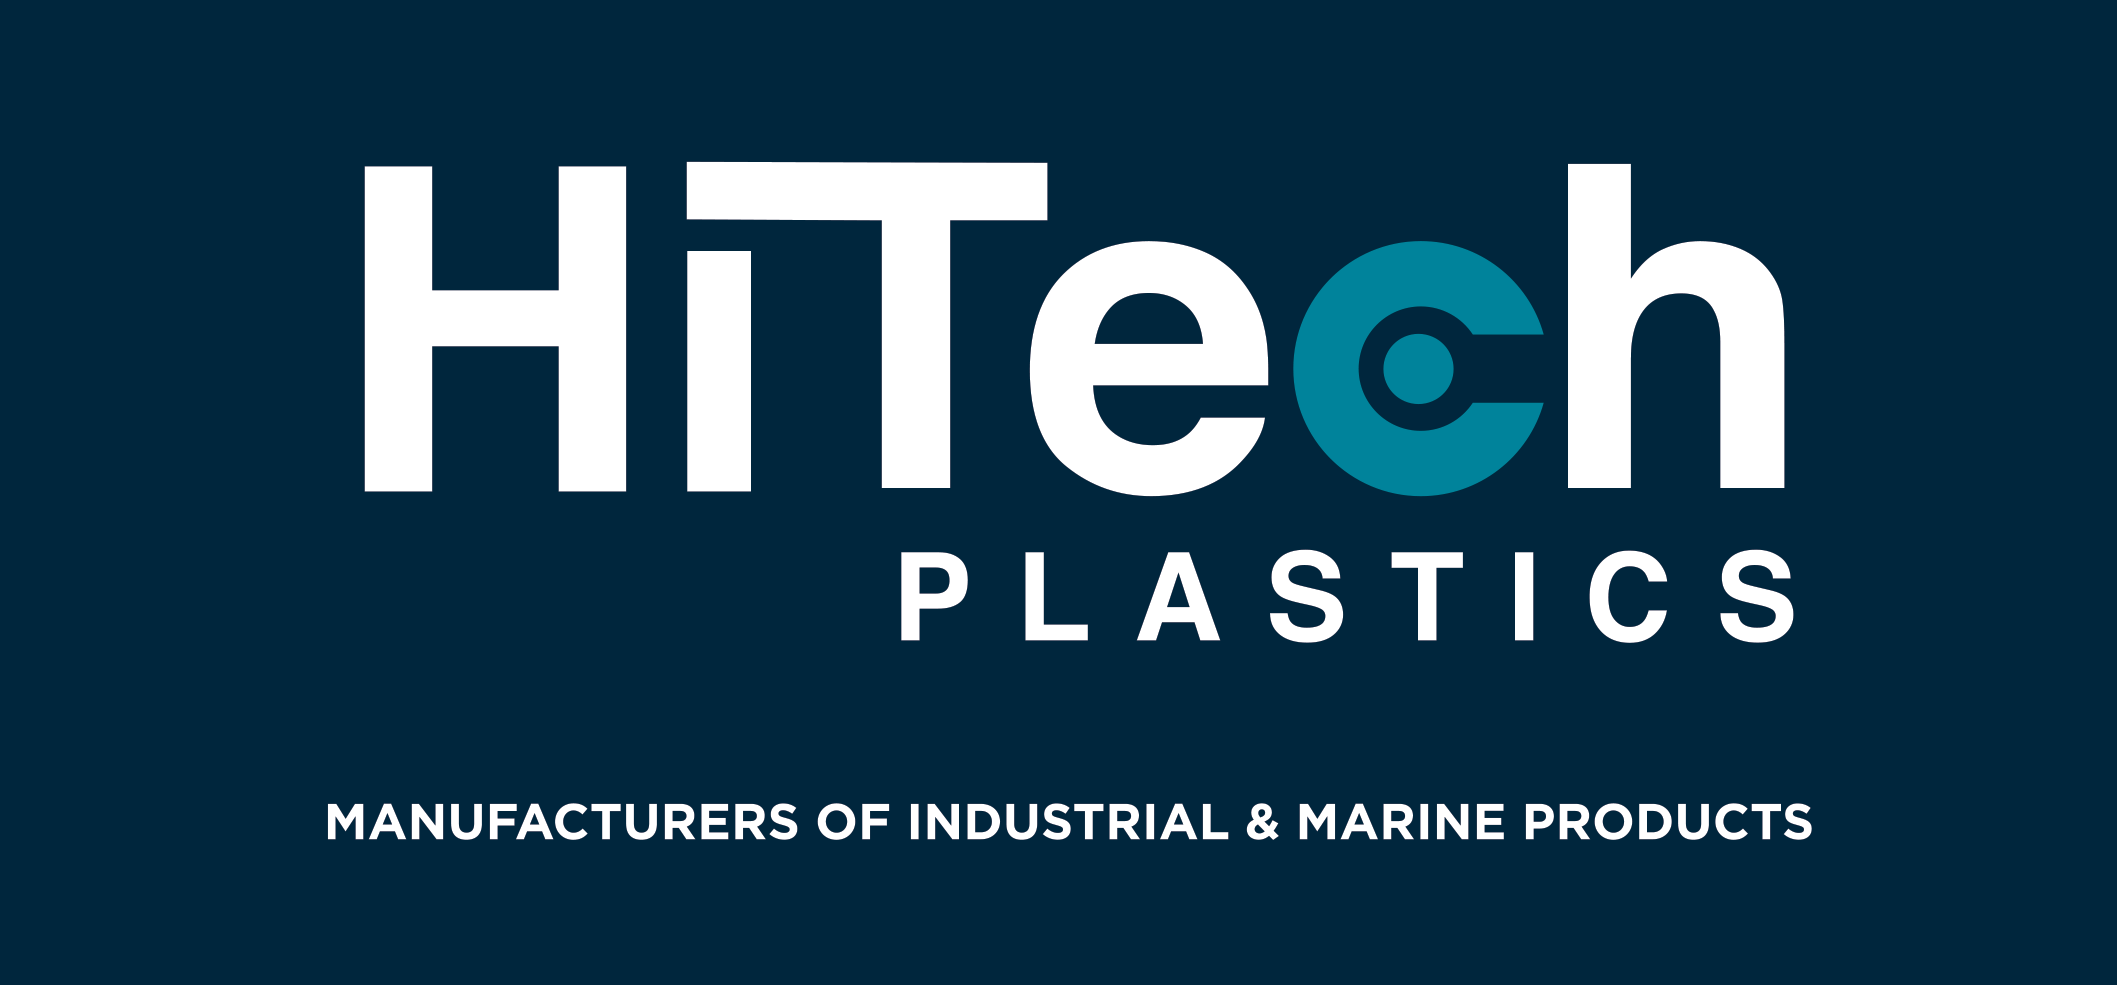 HiTech
PLASTICS
MANUFACTURERS OF INDUSTRIAL & MARINE PRODUCTS